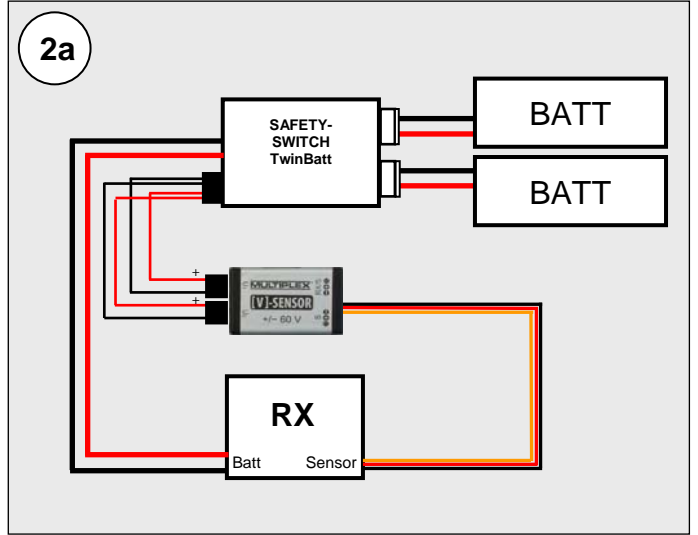 2a
SAFETY-
SWITCH
TwinBatt
BATT
BATT
+
+
MULTIPLEX
[V]-SENSOR
+/– 60 V
RX
Batt Sensor